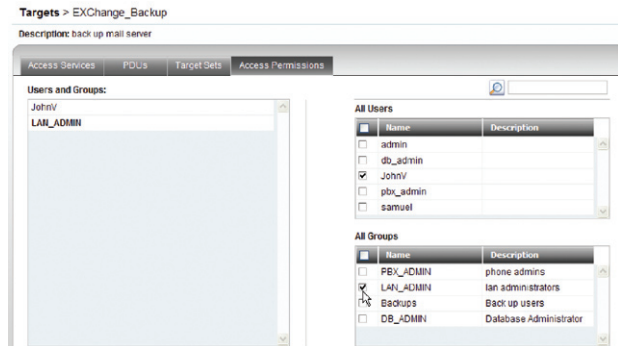 Targets > EXChange_Backup
Description: back up mail server
Access Services PDUs Target Sets Access Permissions
Users and Groups:
JohnV
LAN_ADMIN
All Users
Name Description
admin
db_admin
JohnV
pbx_admin
samuel
All Groups
Name Description
PBX_ADMIN phone admins
LAN_ADMIN lan administrators
Backups Back up users
DB_ADMIN Database Administrator